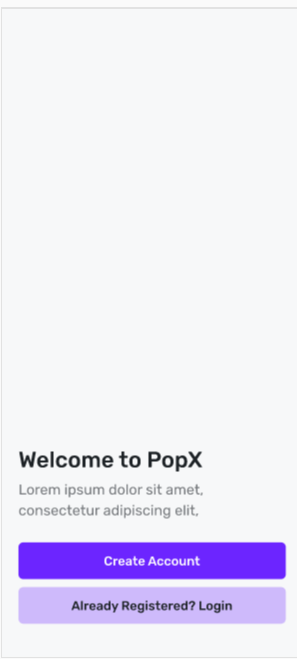 Welcome to PopX
Lorem ipsum dolor sit amet,
consectetur adipiscing elit,
Create Account
Already Registered? Login